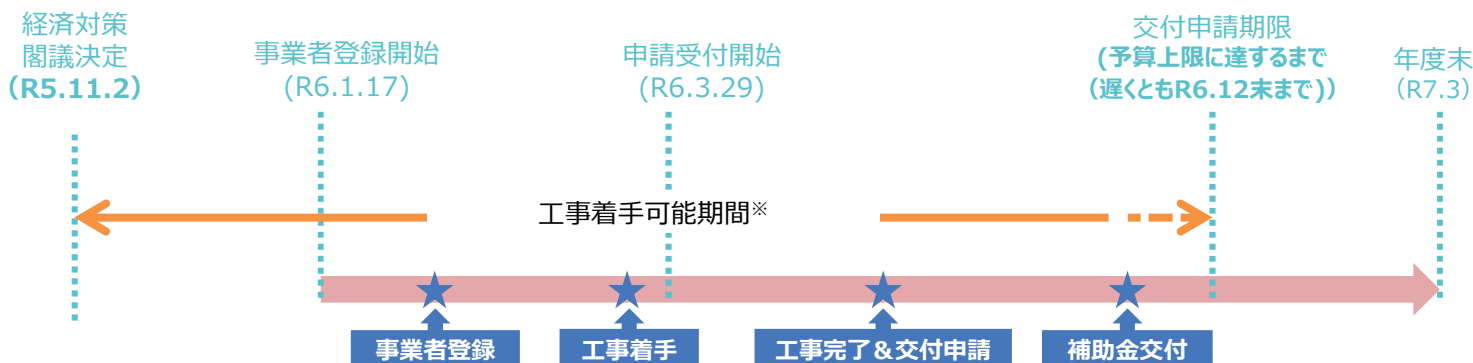 経済対策
閣議決定
(R5.11.2)
事業者登録開始
(R6.1.17)
申請受付開始
(R6.3.29)
交付申請期限
(予算上限に達するまで
(遅くともR6.12末まで))
年度末
(R7.3)
工事着手可能期間※
事業者登録
工事着手
工事完了＆交付申請
補助金交付